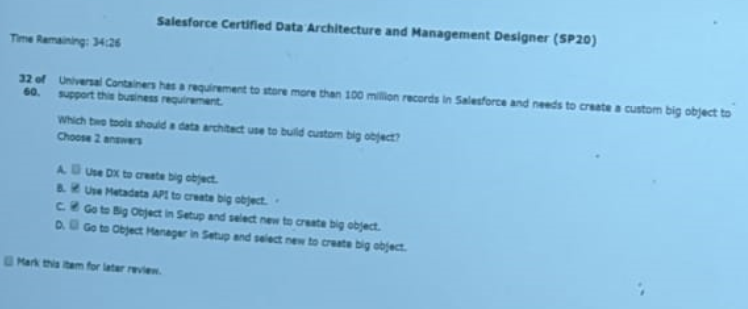 Salesforce Certified Data Architecture and Management Designer (SP20)
Time Remaining: 34:26
32 of 60. Universal Containers has a requirement to store more than 100 million records in Salesforce and needs to create a custom big object to
support this business requirement.
Which two tools should a data architect use to build custom big object?
Choose 2 answers
A. Use DX to create big object.
B. Use Metadata API to create big object.
C. Go to Big Object in Setup and select new to create big object.
D. Go to Object Manager in Setup and select new to create big object.
Mark this item for later review.